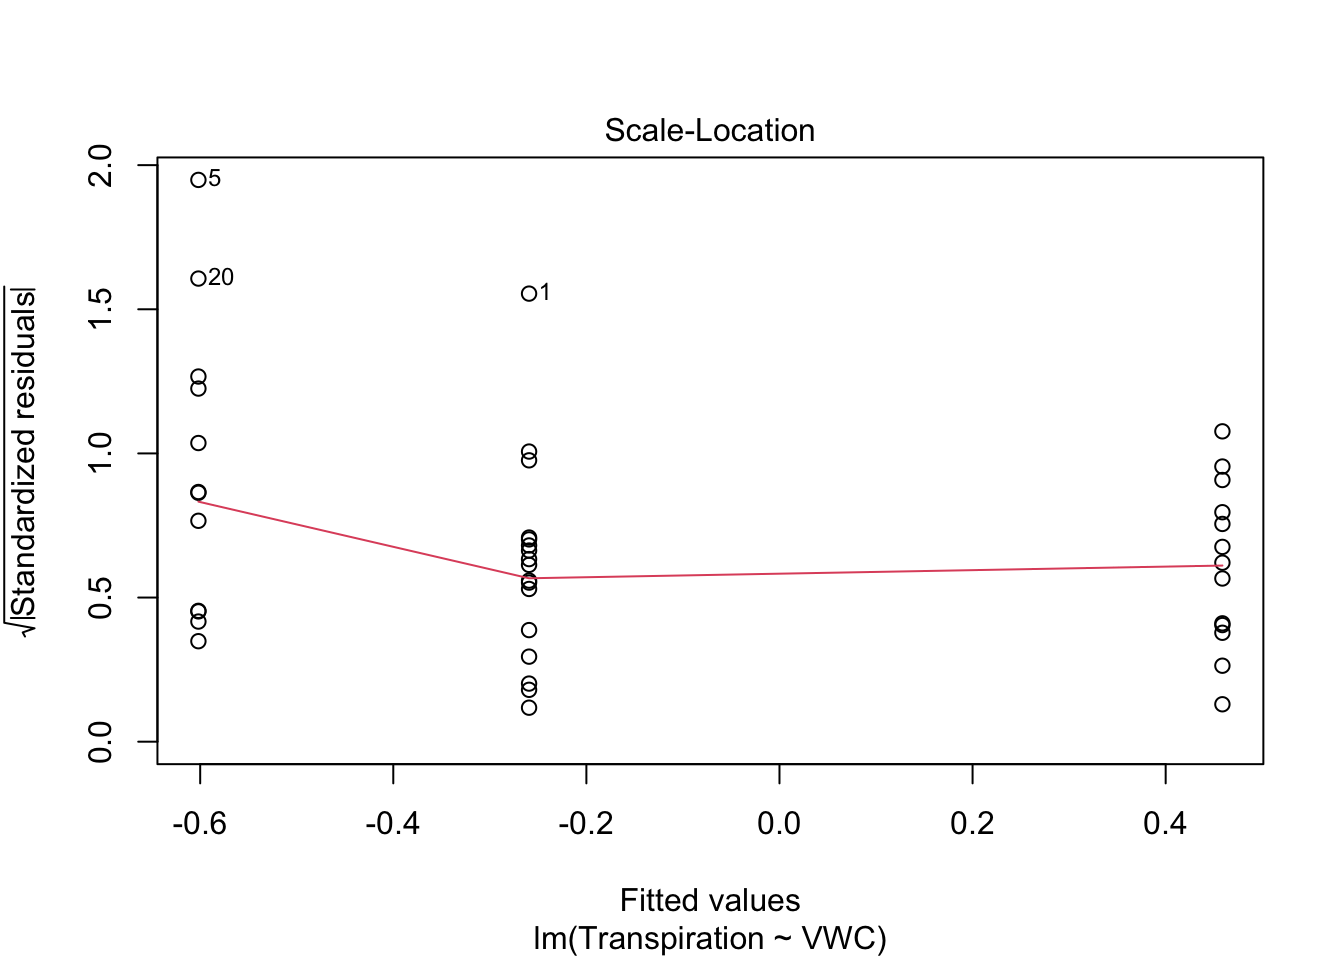 Scale-Location
√|Standardized residuals|
2.0
1.5
1.0
0.5
0.0
5
20
1
-0.6 -0.4 -0.2 0.0 0.2 0.4
Fitted values
lm(Transpiration ~ VWC)